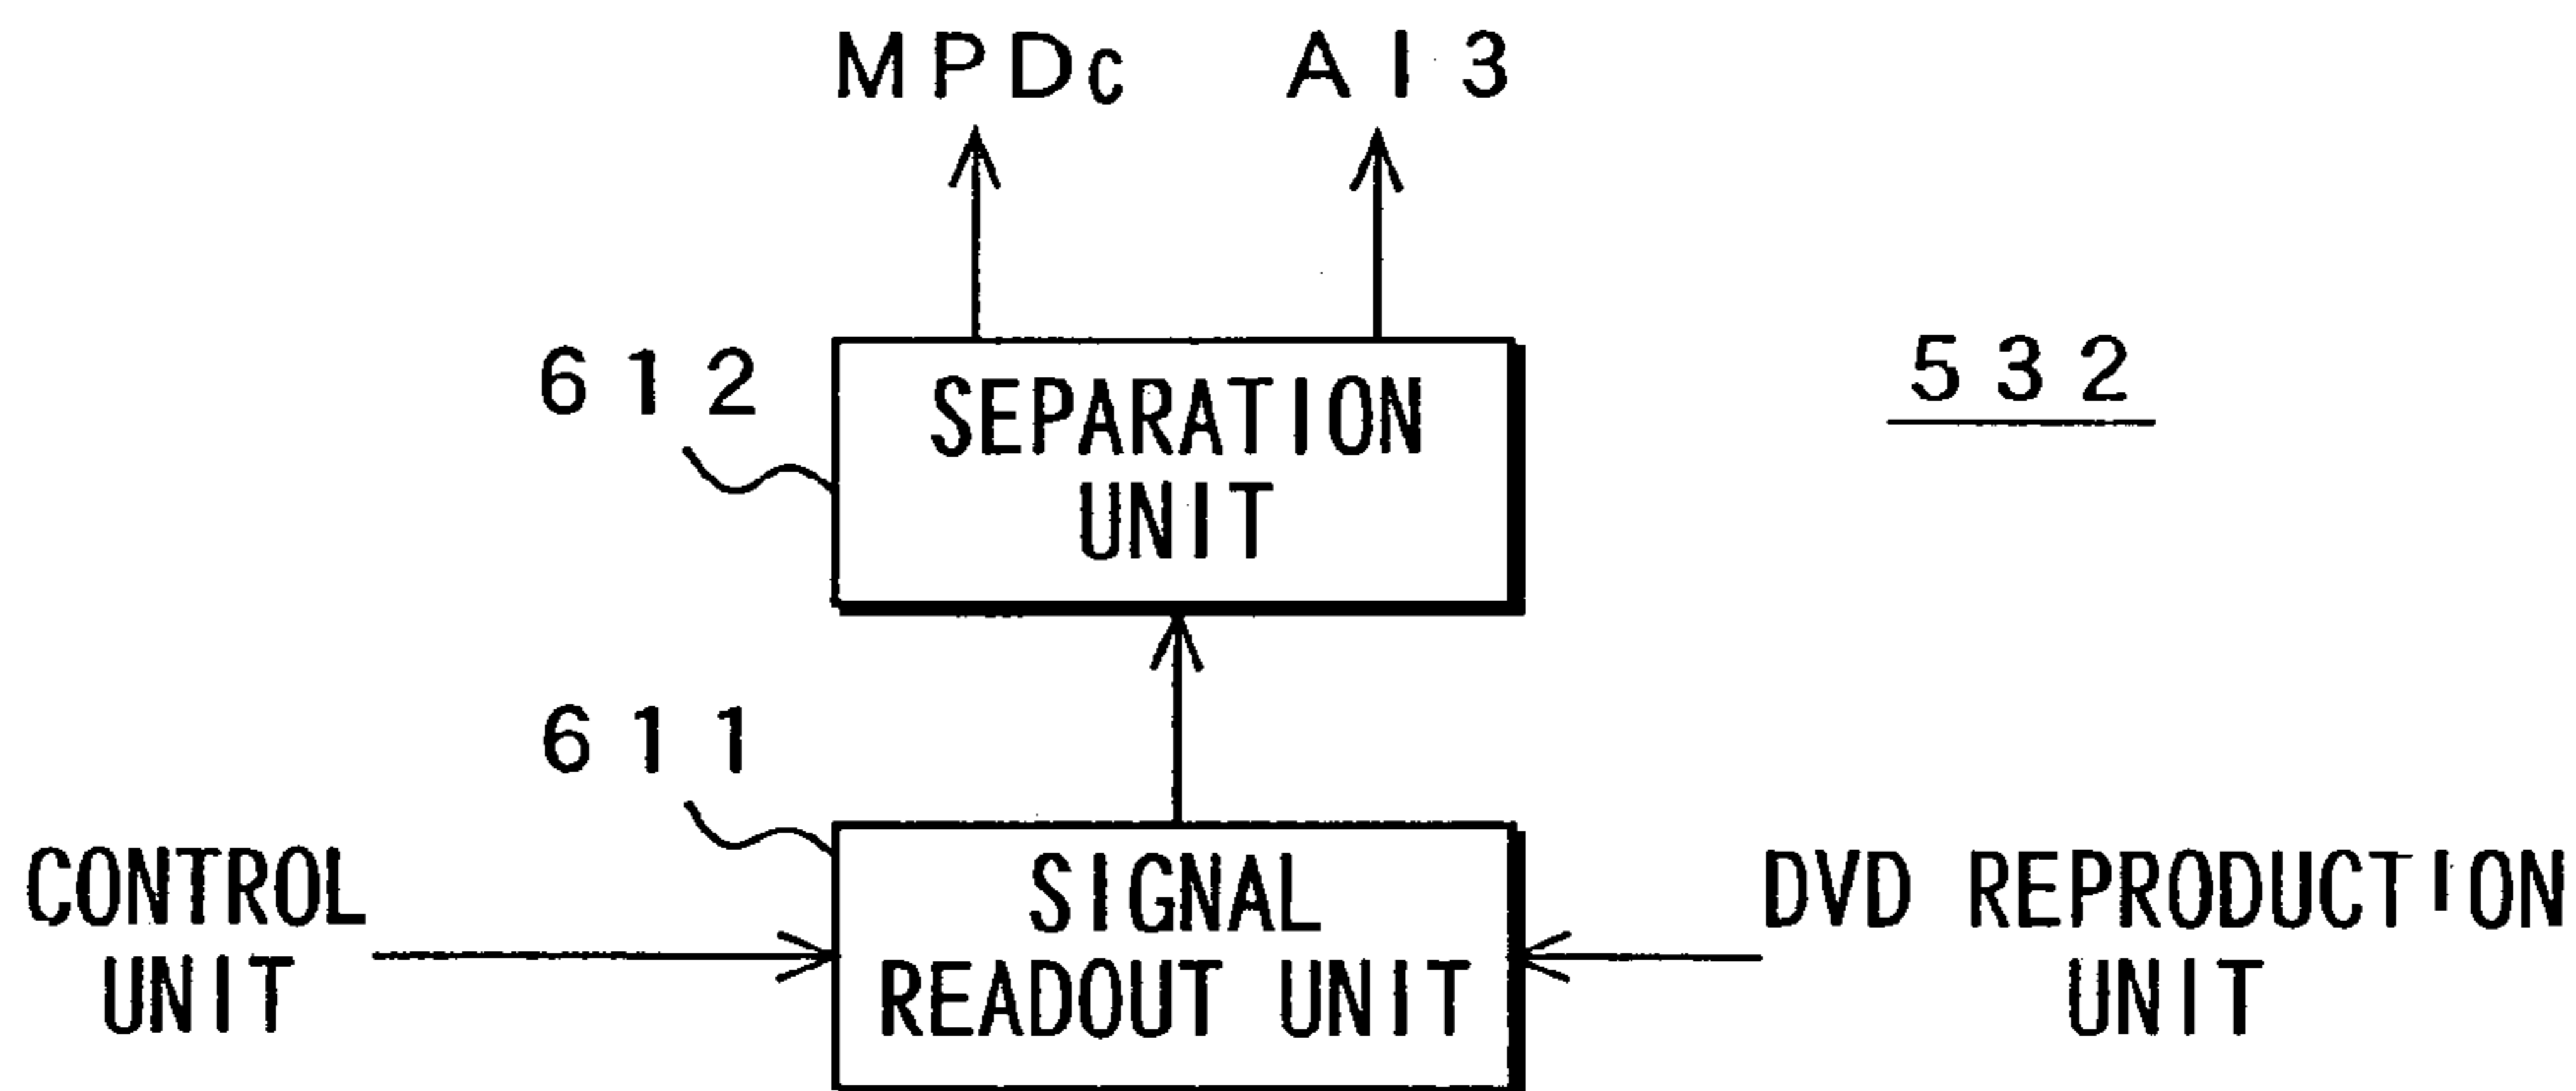 MPDc AI3
612
SEPARATION
UNIT
532
611
CONTROL
UNIT
SIGNAL
READOUT UNIT
DVD REPRODUCTION
UNIT